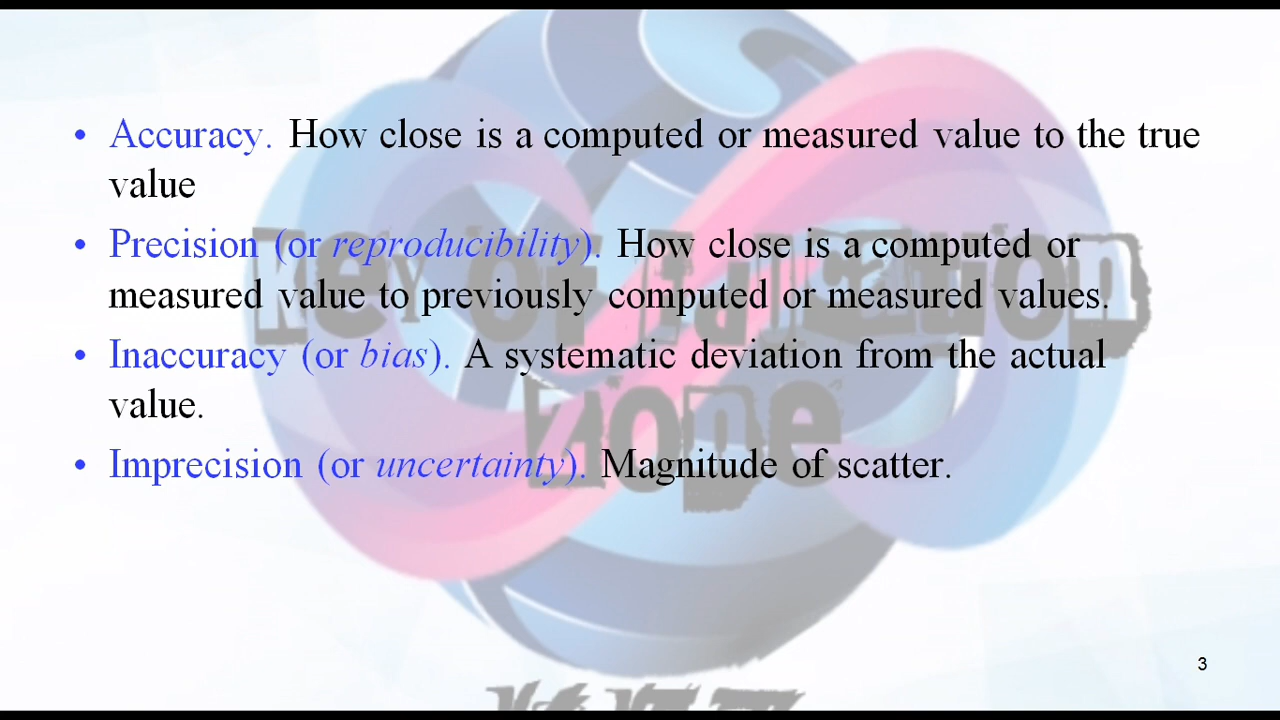 • Accuracy. How close is a computed or measured value to the true
value
• Precision (or reproducibility). How close is a computed or
measured value to previously computed or measured values.
• Inaccuracy (or bias). A systematic deviation from the actual
value.
• Imprecision (or uncertainty). Magnitude of scatter.
Hope
3